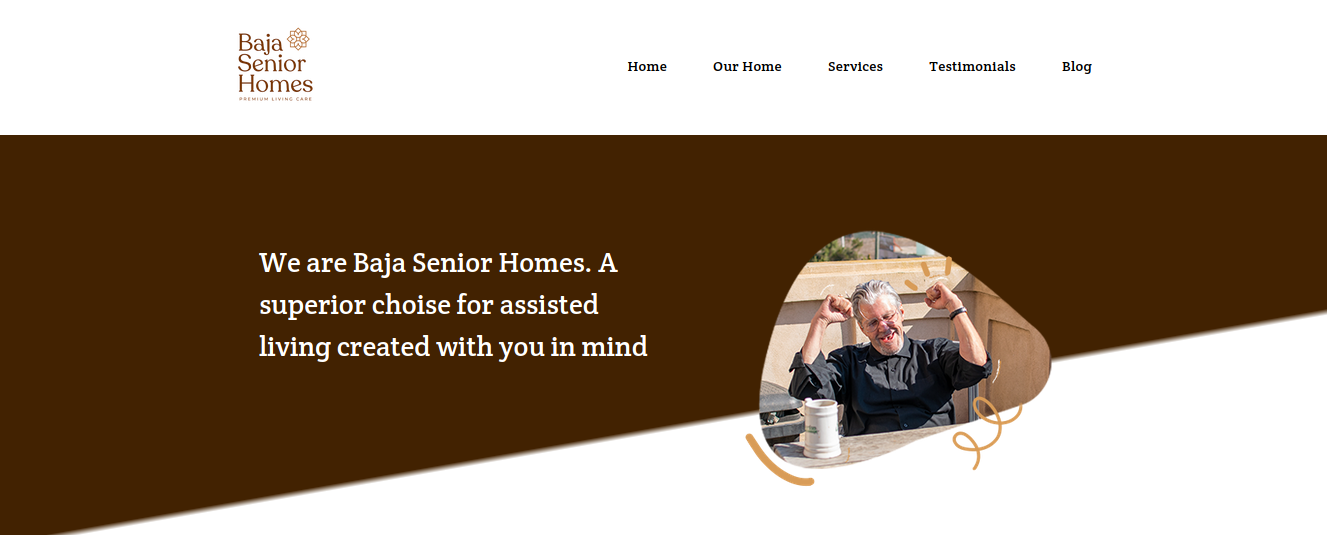 Baja
Senior
Homes
PREMIUM LIVING CARE
Home Our Home Services Testimonials Blog
We are Baja Senior Homes. A
superior choise for assisted
living created with you in mind